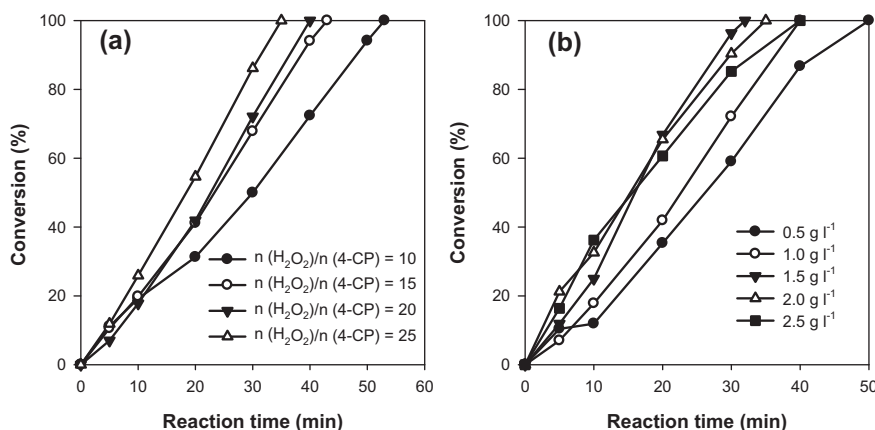 (a)
Conversion (%)
100
80
60
40
20
0
n (H₂O₂)/n (4-CP) = 10
n (H₂O₂)/n (4-CP) = 15
n (H₂O₂)/n (4-CP) = 20
n (H₂O₂)/n (4-CP) = 25
0 10 20 30 40 50 60
Reaction time (min)
(b)
Conversion (%)
100
80
60
40
20
0
0.5 g l⁻¹
1.0 g l⁻¹
1.5 g l⁻¹
2.0 g l⁻¹
2.5 g l⁻¹
0 10 20 30 40 50
Reaction time (min)